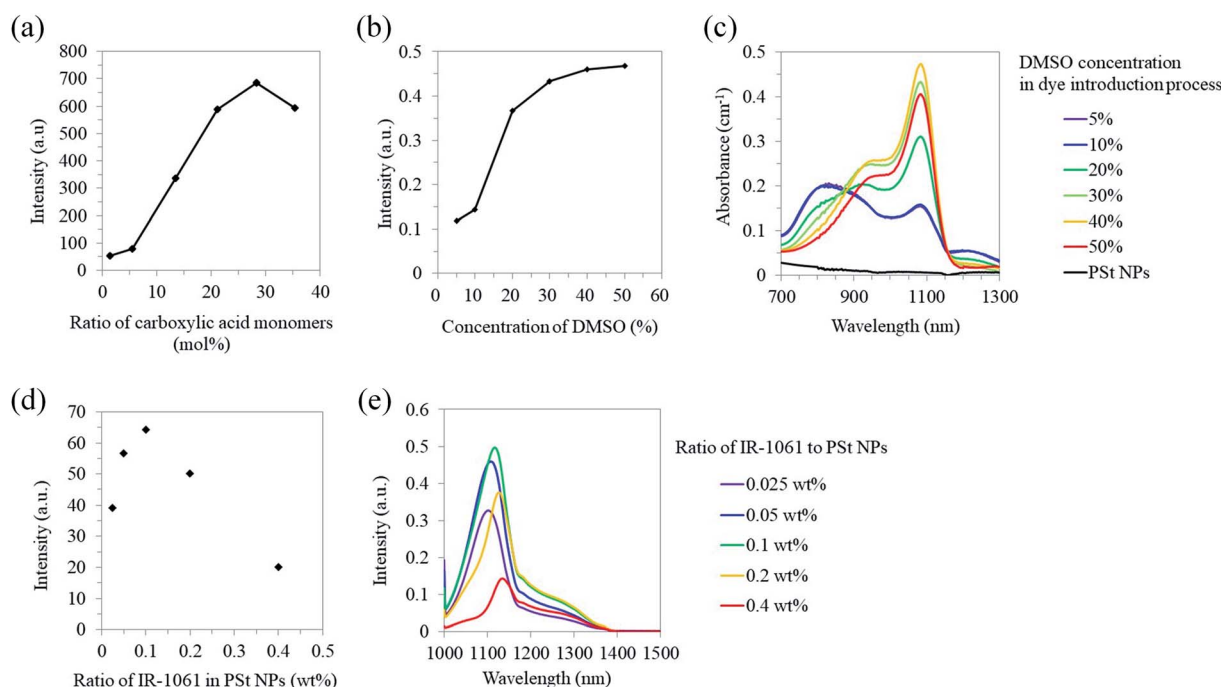 (a)
800
700
600
500
400
300
200
100
0
0 10 20 30 40
Intensity (a.u)
Ratio of carboxylic acid monomers
(mol%)
(b)
0.5
0.4
0.3
0.2
0.1
0
0 10 20 30 40 50 60
Intensity (a.u.)
Concentration of DMSO (%)
(c)
0.5
0.4
0.3
0.2
0.1
0
700 900 1100 1300
Absorbance (cm-1)
Wavelength (nm)
DMSO concentration
in dye introduction process
5%
10%
20%
30%
40%
50%
PSt NPs
(d)
70
60
50
40
30
20
10
0
0 0.1 0.2 0.3 0.4 0.5
Intensity (a.u.)
Ratio of IR-1061 in PSt NPs (wt%)
(e)
0.6
0.5
0.4
0.3
0.2
0.1
0
1000 1100 1200 1300 1400 1500
Intensity (a.u.)
Wavelength (nm)
Ratio of IR-1061 to PSt NPs
0.025 wt%
0.05 wt%
0.1 wt%
0.2 wt%
0.4 wt%